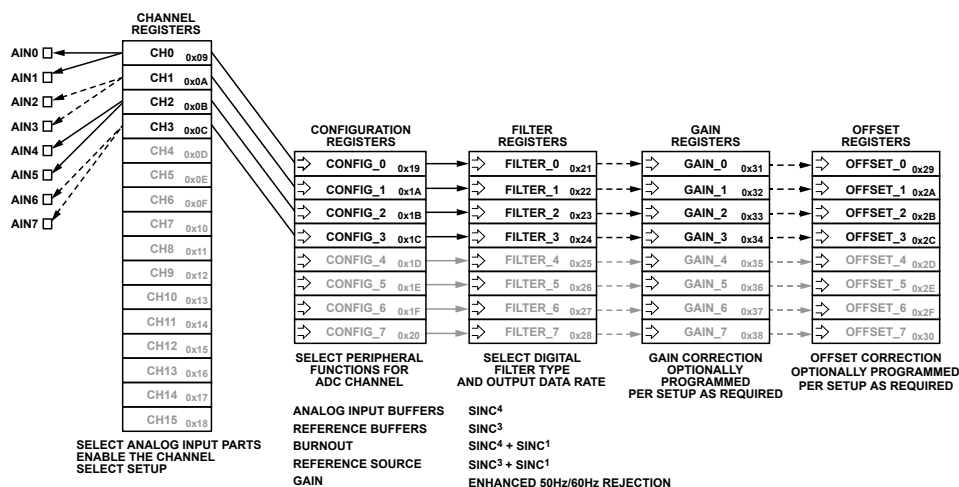 CHANNEL
REGISTERS
AIN0
AIN1
AIN2
AIN3
AIN4
AIN5
AIN6
AIN7
CH0 0x09
CH1 0x0A
CH2 0x0B
CH3 0x0C
CH4 0x0D
CH5 0x0E
CH6 0x0F
CH7 0x10
CH8 0x11
CH9 0x12
CH10 0x13
CH11 0x14
CH12 0x15
CH13 0x16
CH14 0x17
CH15 0x18
SELECT ANALOG INPUT PARTS
ENABLE THE CHANNEL
SELECT SETUP
CONFIGURATION
REGISTERS
CONFIG_0 0x19
CONFIG_1 0x1A
CONFIG_2 0x1B
CONFIG_3 0x1C
CONFIG_4 0x1D
CONFIG_5 0x1E
CONFIG_6 0x1F
CONFIG_7 0x20
SELECT PERIPHERAL
FUNCTIONS FOR
ADC CHANNEL
FILTER
REGISTERS
FILTER_0 0x21
FILTER_1 0x22
FILTER_2 0x23
FILTER_3 0x24
FILTER_4 0x25
FILTER_5 0x26
FILTER_6 0x27
FILTER_7 0x28
SELECT DIGITAL
FILTER TYPE
AND OUTPUT DATA RATE
GAIN
REGISTERS
GAIN_0 0x31
GAIN_1 0x32
GAIN_2 0x33
GAIN_3 0x34
GAIN_4 0x35
GAIN_5 0x36
GAIN_6 0x37
GAIN_7 0x38
GAIN CORRECTION
OPTIONALLY
PROGRAMMED
PER SETUP AS REQUIRED
OFFSET
REGISTERS
OFFSET_0 0x29
OFFSET_1 0x2A
OFFSET_2 0x2B
OFFSET_3 0x2C
OFFSET_4 0x2D
OFFSET_5 0x2E
OFFSET_6 0x2F
OFFSET_7 0x30
OFFSET CORRECTION
OPTIONALLY PROGRAMMED
PER SETUP AS REQUIRED
ANALOG INPUT BUFFERS
REFERENCE BUFFERS
BURNOUT
REFERENCE SOURCE
GAIN
SINC⁴
SINC³
SINC⁴ + SINC¹
SINC³ + SINC¹
ENHANCED 50Hz/60Hz REJECTION